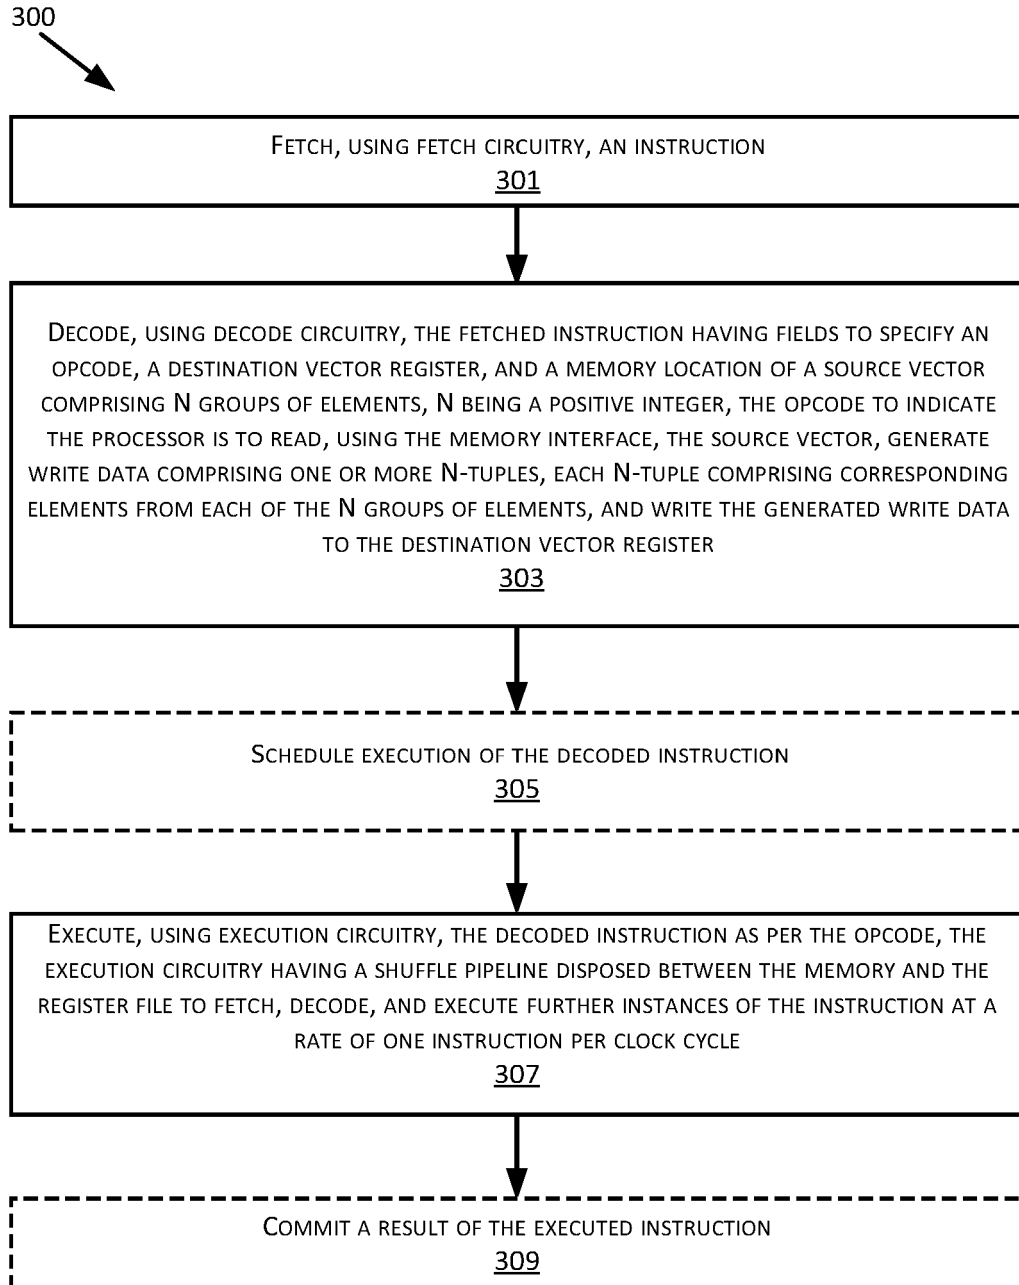 300
FETCH, USING FETCH CIRCUITRY, AN INSTRUCTION
301
DECODE, USING DECODE CIRCUITRY, THE FETCHED INSTRUCTION HAVING FIELDS TO SPECIFY AN
OPCODE, A DESTINATION VECTOR REGISTER, AND A MEMORY LOCATION OF A SOURCE VECTOR
COMPRISING N GROUPS OF ELEMENTS, N BEING A POSITIVE INTEGER, THE OPCODE TO INDICATE
THE PROCESSOR IS TO READ, USING THE MEMORY INTERFACE, THE SOURCE VECTOR, GENERATE
WRITE DATA COMPRISING ONE OR MORE N-TUPLES, EACH N-TUPLE COMPRISING CORRESPONDING
ELEMENTS FROM EACH OF THE N GROUPS OF ELEMENTS, AND WRITE THE GENERATED WRITE DATA
TO THE DESTINATION VECTOR REGISTER
303
SCHEDULE EXECUTION OF THE DECODED INSTRUCTION
305
EXECUTE, USING EXECUTION CIRCUITRY, THE DECODED INSTRUCTION AS PER THE OPCODE, THE
EXECUTION CIRCUITRY HAVING A SHUFFLE PIPELINE DISPOSED BETWEEN THE MEMORY AND THE
REGISTER FILE TO FETCH, DECODE, AND EXECUTE FURTHER INSTANCES OF THE INSTRUCTION AT A
RATE OF ONE INSTRUCTION PER CLOCK CYCLE
307
COMMIT A RESULT OF THE EXECUTED INSTRUCTION
309